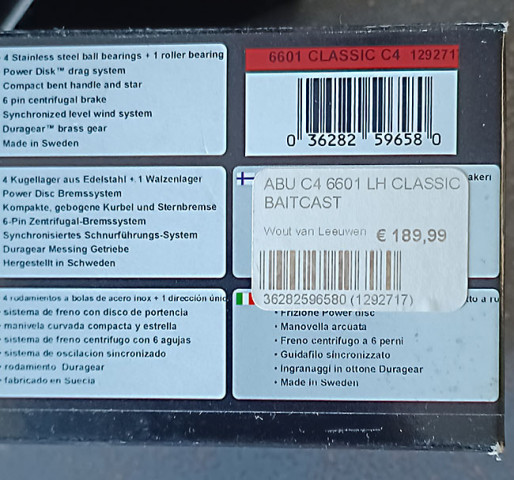 4 Stainless steel ball bearings + 1 roller bearing
Power Disk™ drag system
Compact bent handle and star
6 pin centrifugal brake
Synchronized level wind system
Duragear™ brass gear
Made in Sweden
6601 CLASSIC C4 129271
0 36282 59658 0
4 Kugellager aus Edelstahl + 1 Walzenlager
Power Disc Bremssystem
Kompakte, gebogene Kurbel und Sternbremse
6-Pin Zentrifugal-Bremssystem
Synchronisiertes Schnurführungs-System
Duragear Messing Getriebe
Hergestellt in Schweden
akeri
ABU C4 6601 LH CLASSIC
BAITCAST
Wout van Leeuwen € 189,99
36282596580 (1292717)
4 rodamientos a bolas de acero inox + 1 dirección únic
· sistema de freno con disco de portencia
· manivela curvada compacta y estrella
· sistema de freno centrifugo con 6 agujas
· sistema de oscilacion sincronizado
· rodamiento Duragear
· fabricado en Suecia
to a ru
• Frizione Power disc
• Manovella arcuata
• Freno centrifugo a 6 perni
• Guidafilo sincronizzato
• Ingranaggi in ottone Duragear
• Made in Sweden